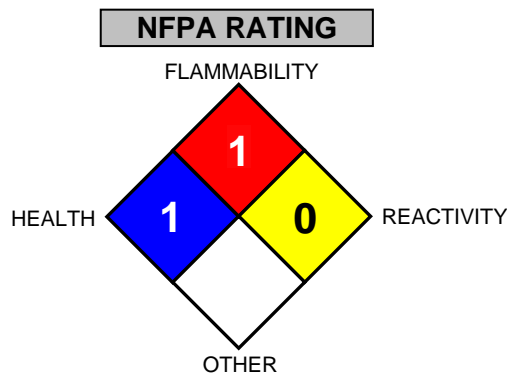 NFPA RATING
FLAMMABILITY
1
HEALTH 1 0 REACTIVITY
OTHER